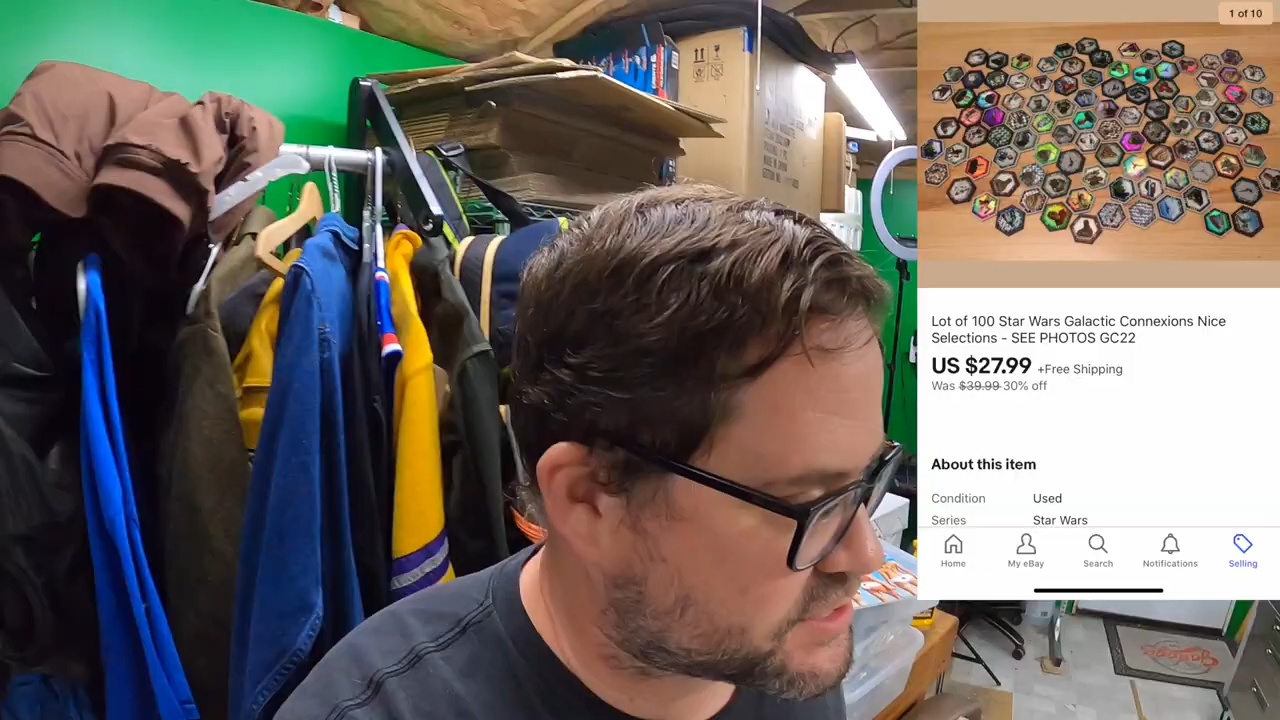 1 of 10
Lot of 100 Star Wars Galactic Connexions Nice
Selections - SEE PHOTOS GC22
US $27.99 +Free Shipping
Was $39.99 30% off
About this item
Condition Used
Series Star Wars
Home My eBay Search Notifications Selling